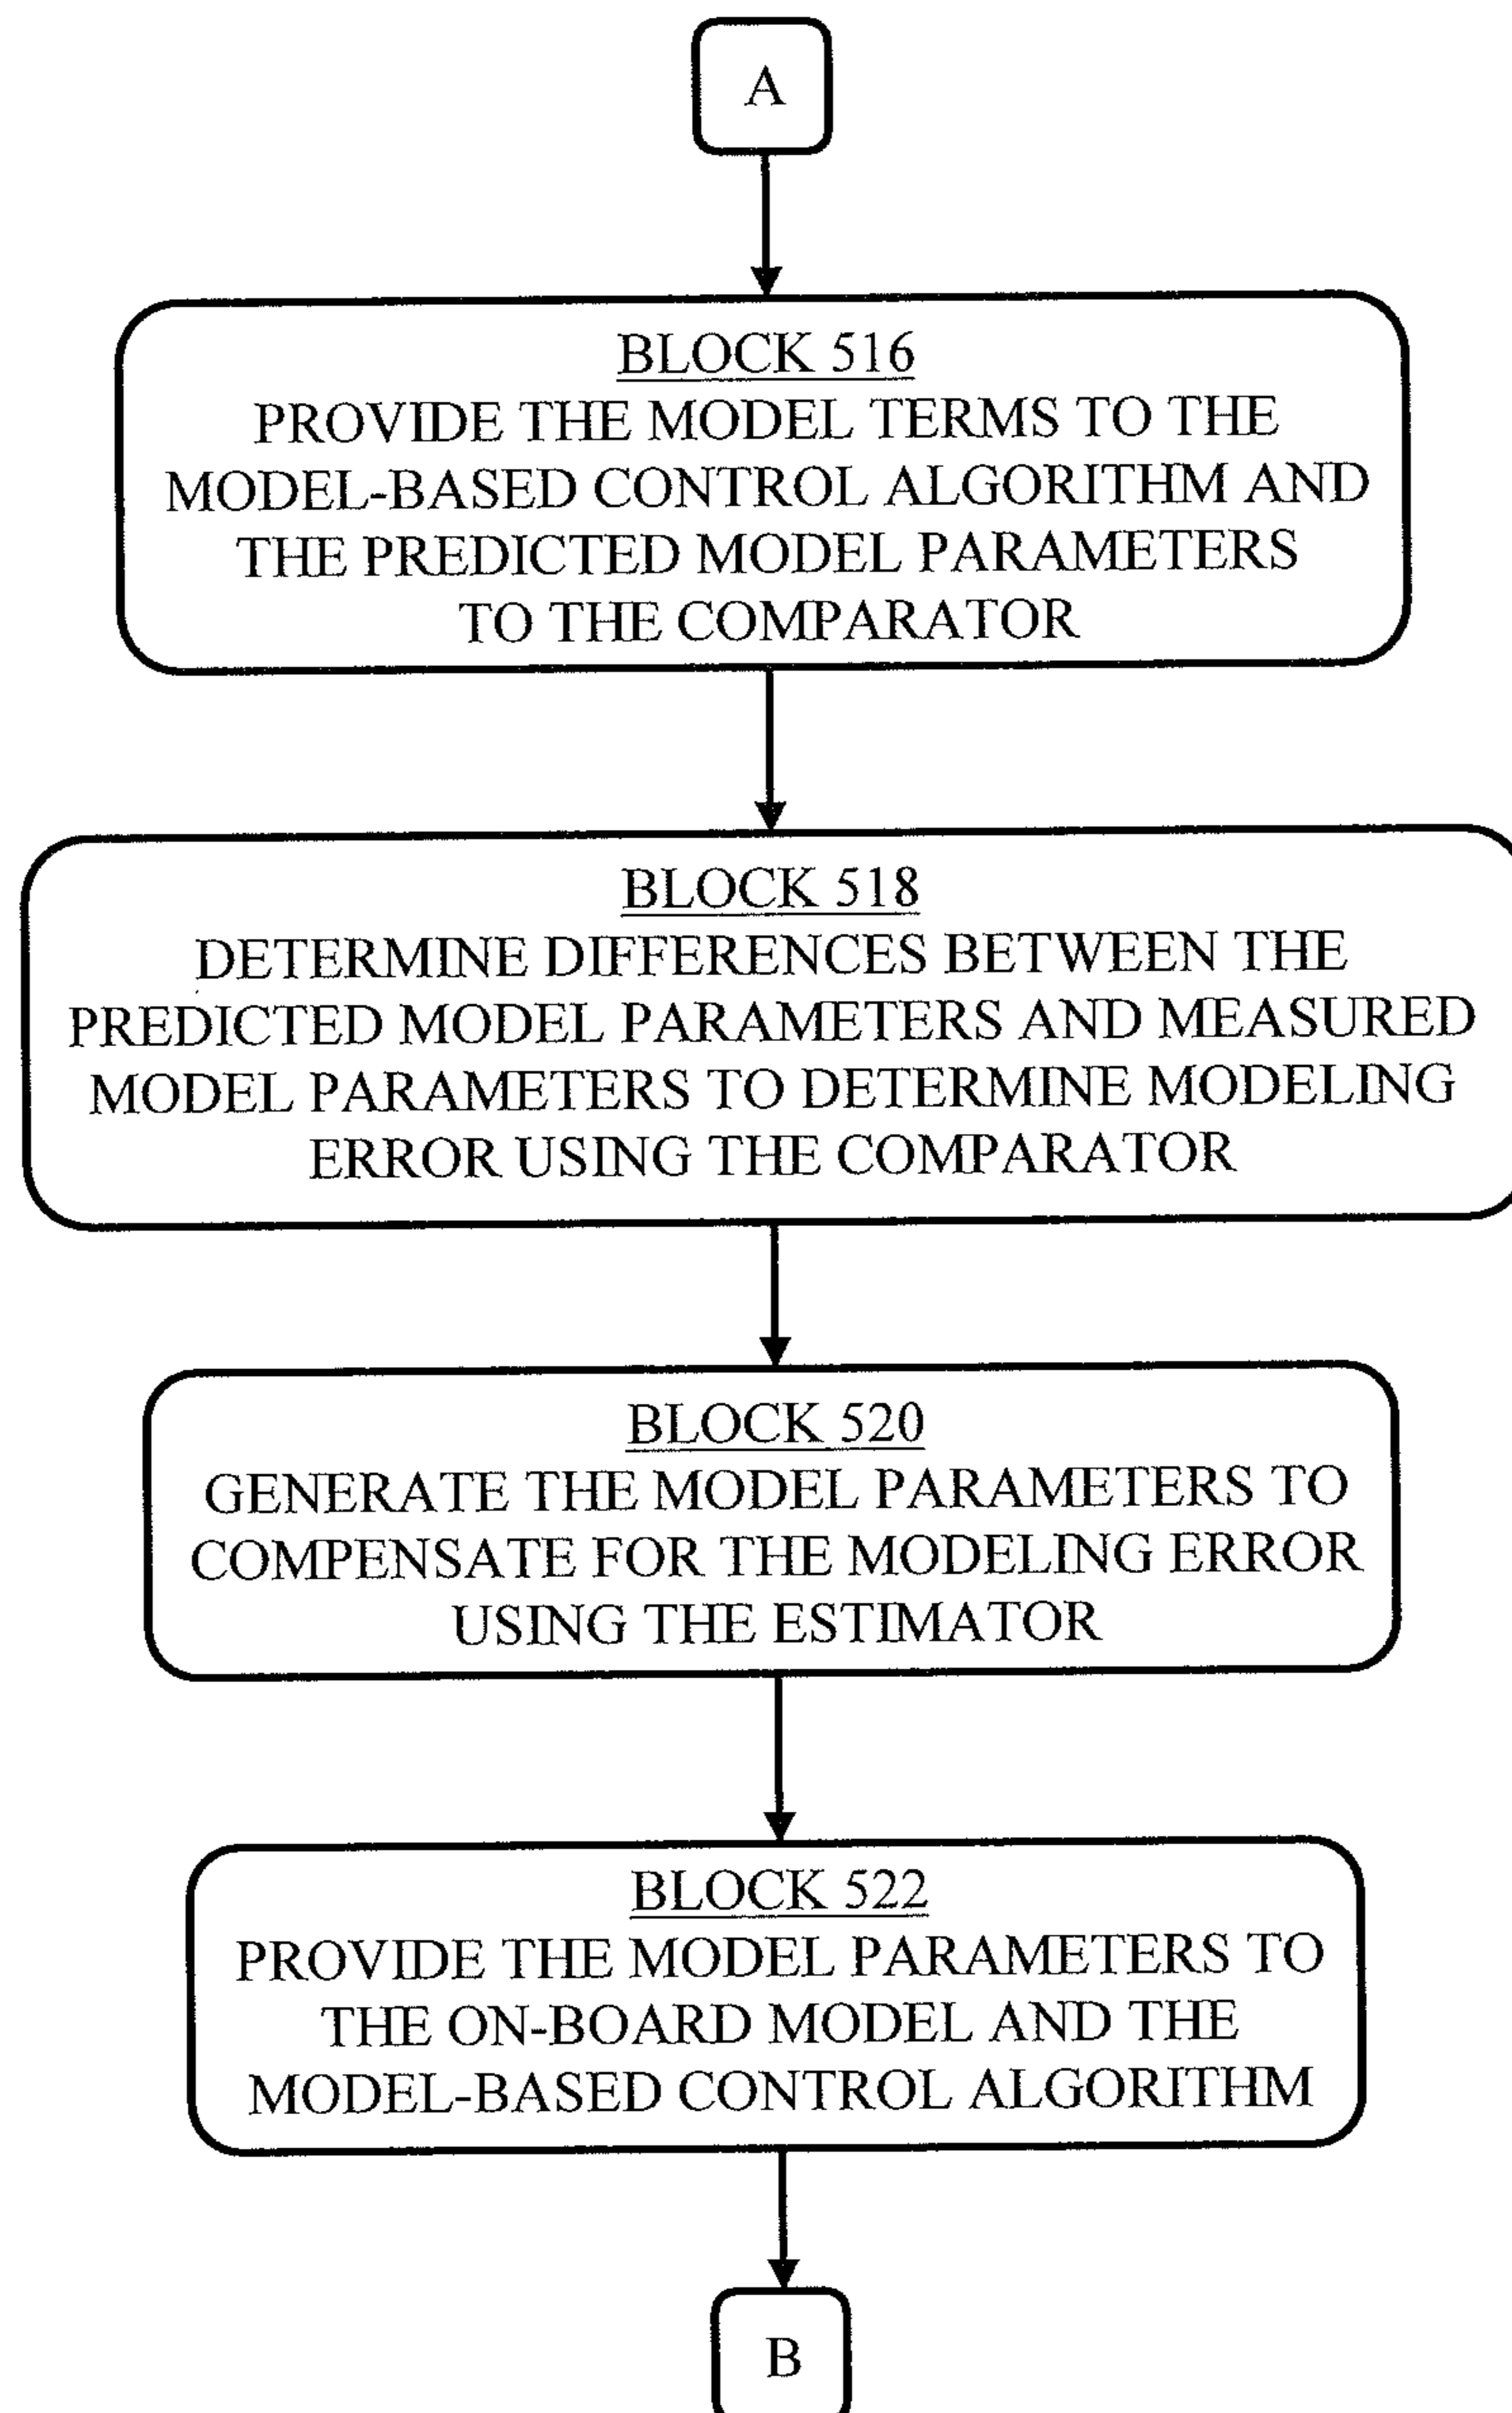 A
BLOCK 516
PROVIDE THE MODEL TERMS TO THE
MODEL-BASED CONTROL ALGORITHM AND
THE PREDICTED MODEL PARAMETERS
TO THE COMPARATOR
BLOCK 518
DETERMINE DIFFERENCES BETWEEN THE
PREDICTED MODEL PARAMETERS AND MEASURED
MODEL PARAMETERS TO DETERMINE MODELING
ERROR USING THE COMPARATOR
BLOCK 520
GENERATE THE MODEL PARAMETERS TO
COMPENSATE FOR THE MODELING ERROR
USING THE ESTIMATOR
BLOCK 522
PROVIDE THE MODEL PARAMETERS TO
THE ON-BOARD MODEL AND THE
MODEL-BASED CONTROL ALGORITHM
B